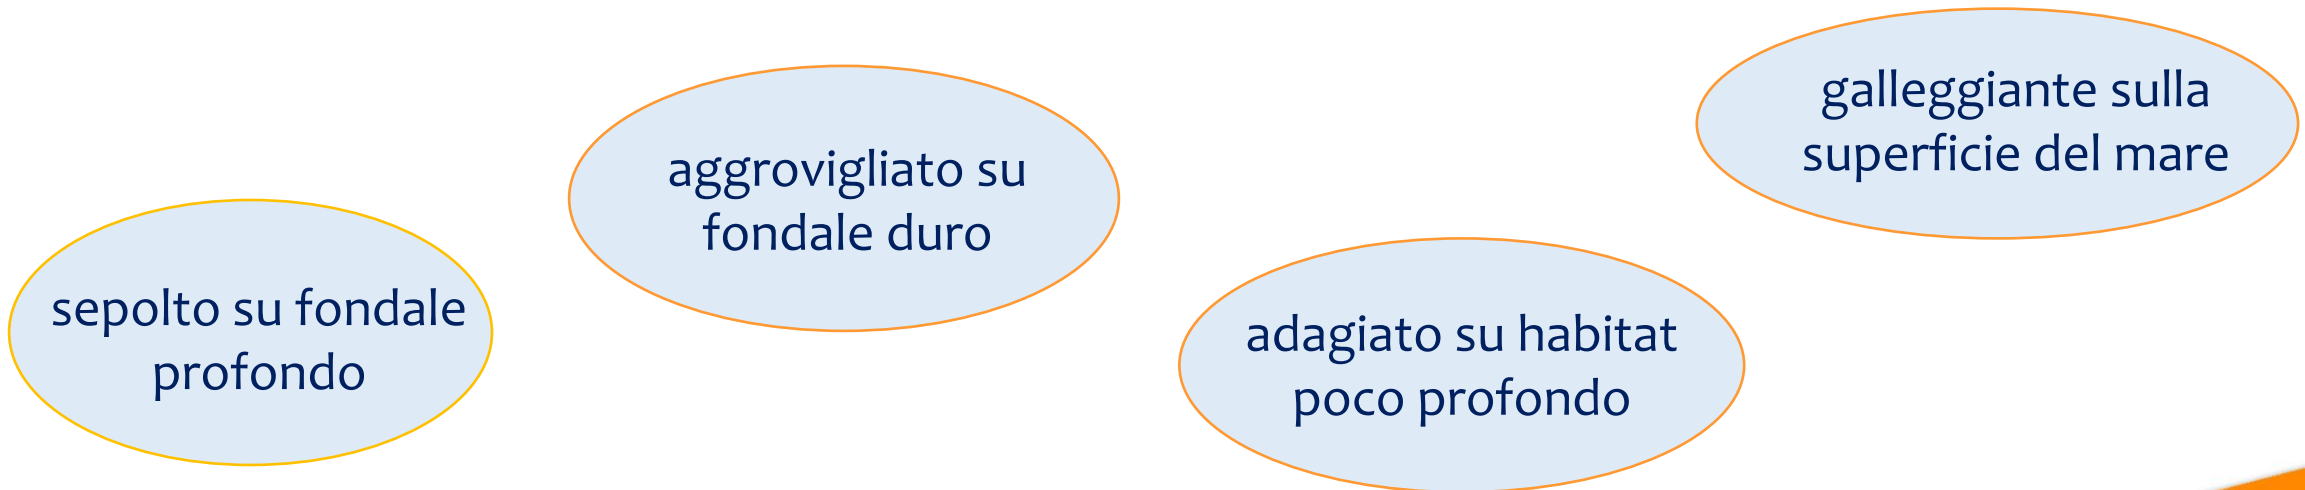 sepolto su fondale
profondo
aggrovigliato su
fondale duro
adagiato su habitat
poco profondo
galleggiante sulla
superficie del mare